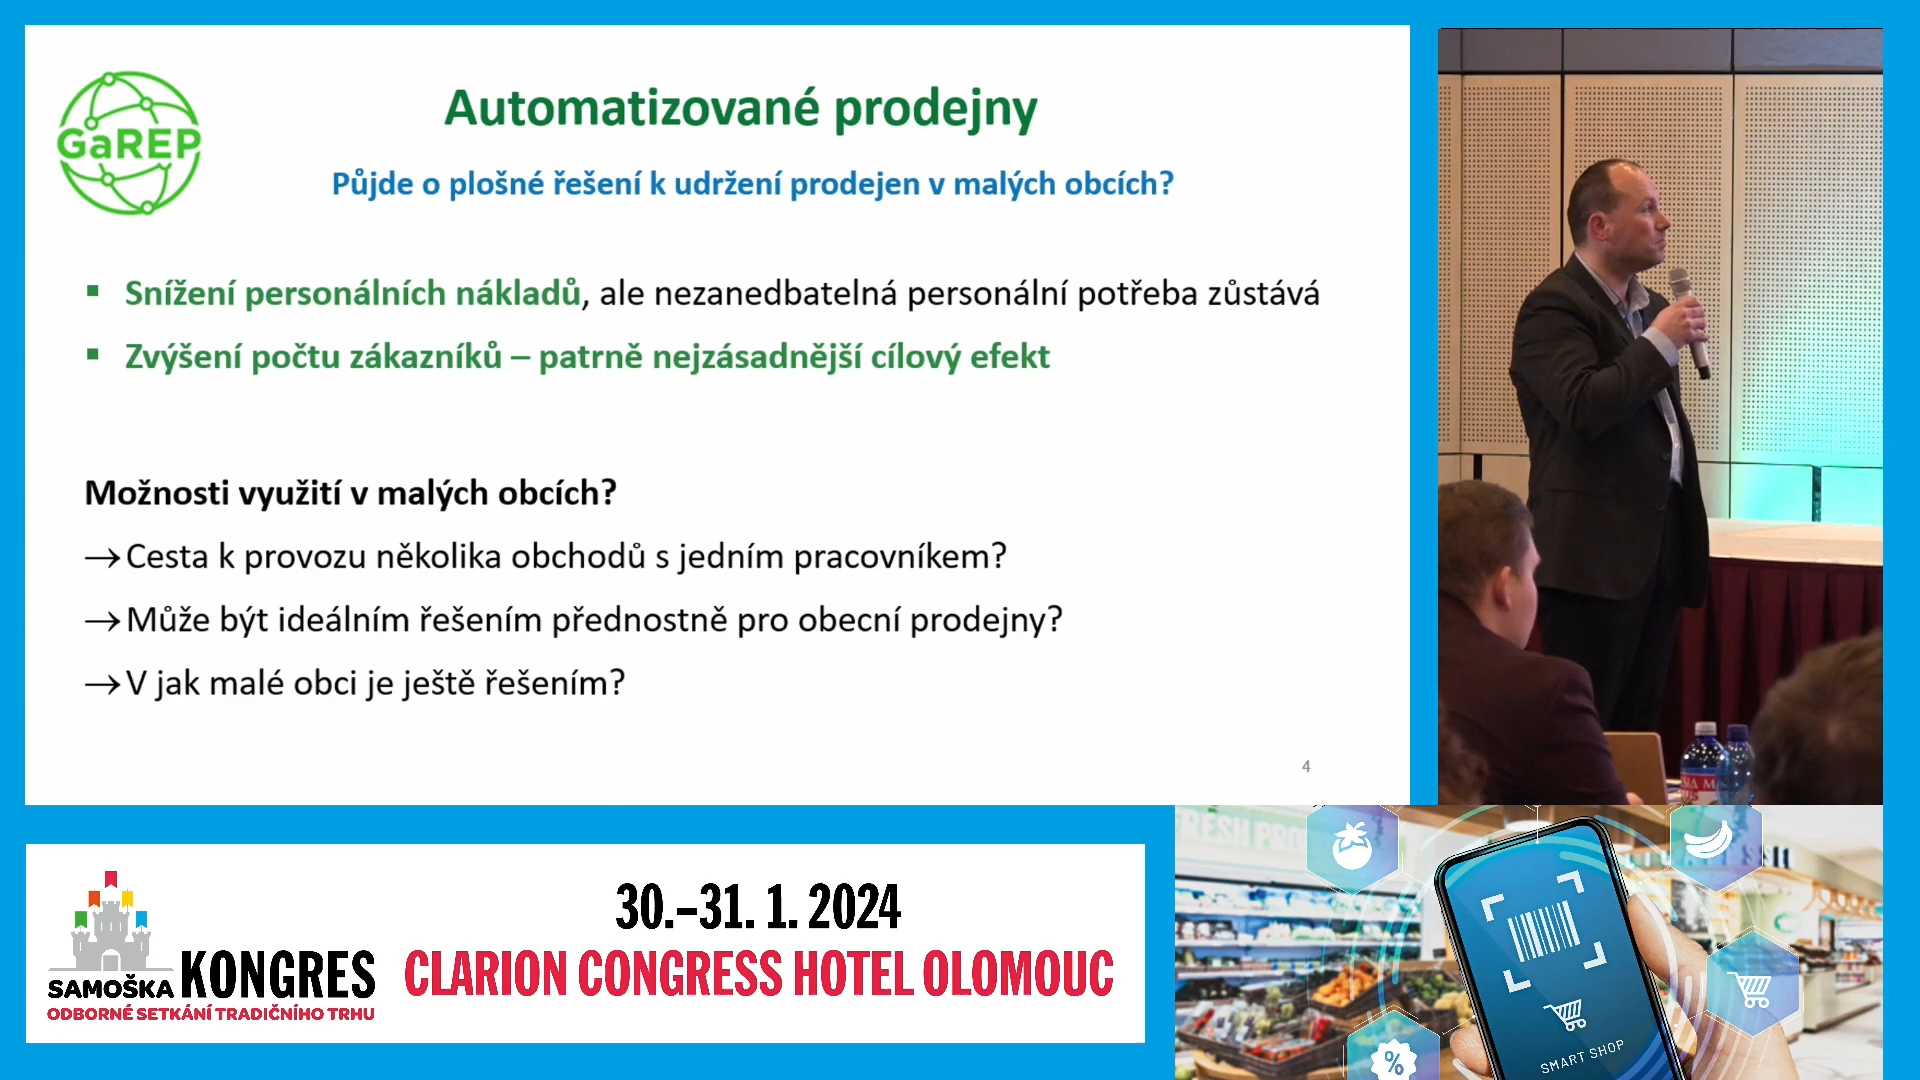 GaREP
Automatizované prodejny
Půjde o plošné řešení k udržení prodejen v malých obcích?
▪ Snížení personálních nákladů, ale nezanedbatelná personální potřeba zůstává
▪ Zvýšení počtu zákazníků – patrně nejzásadnější cílový efekt
Možnosti využití v malých obcích?
→ Cesta k provozu několika obchodů s jedním pracovníkem?
→ Může být ideálním řešením přednostně pro obecní prodejny?
→ V jak malé obci je ještě řešením?
4
SAMOŠKA KONGRES
ODBORNÉ SETKÁNÍ TRADIČNÍHO TRHU
30.–31. 1. 2024
CLARION CONGRESS HOTEL OLOMOUC
%
SMART SHOP